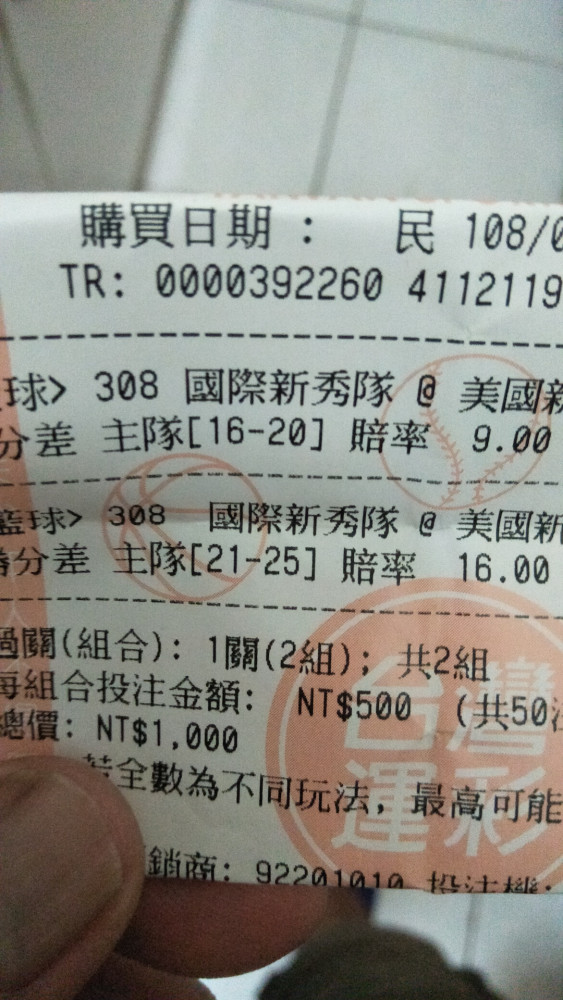 購買日期： 民 108/0
TR: 0000392260 4112119
球> 308 國際新秀隊 @ 美國新
分差 主隊[16-20] 賠率 9.00
籃球> 308 國際新秀隊 @ 美國新
分差 主隊[21-25] 賠率 16.00
過關(組合): 1關(2組); 共2組
每組合投注金額: NT$500 (共50注
總價: NT$1,000
若全數為不同玩法, 最高可能
銷商: 92201010 投注機:
台灣
運彩